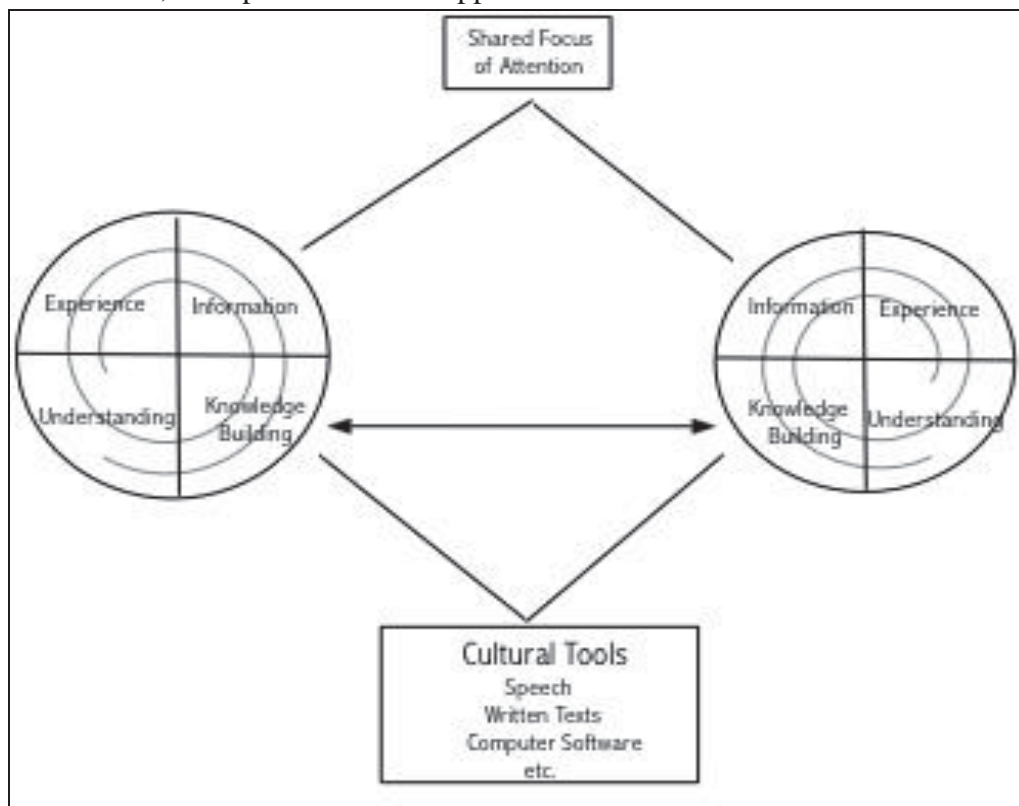 Shared Focus
of Attention
Experience
Information
Understanding
Knowledge
Building
Information
Experience
Knowledge
Building
Understanding
Cultural Tools
Speech
Written Texts
Computer Software
etc.